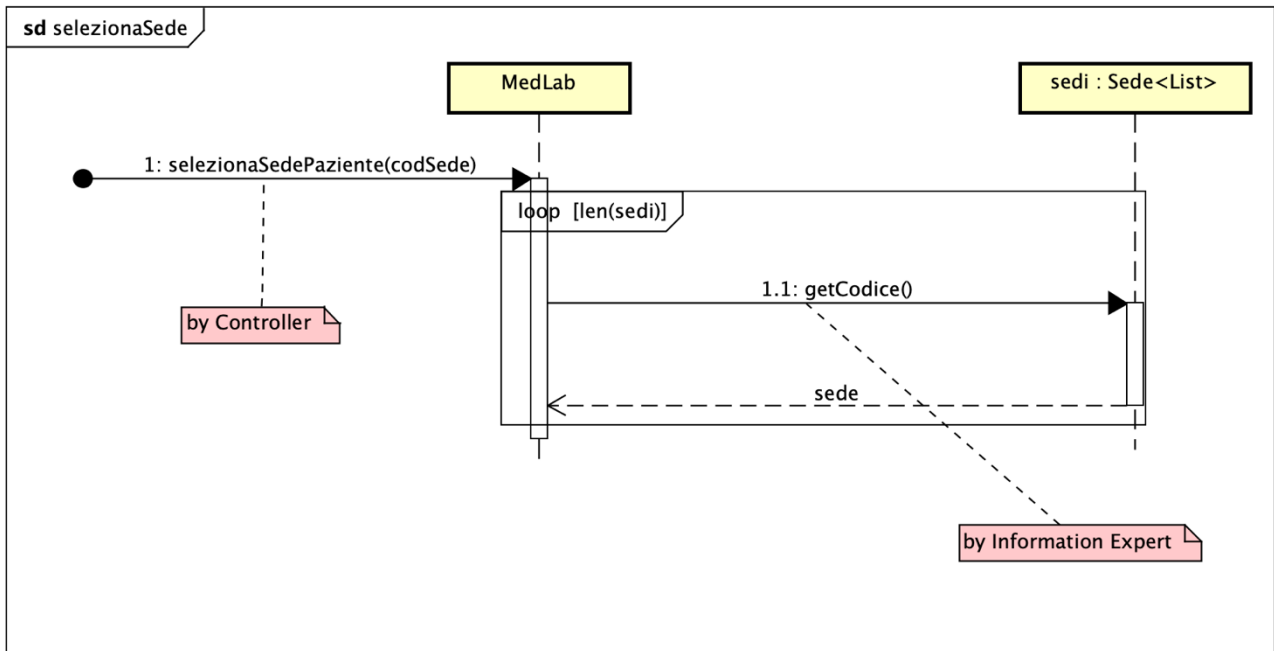 sd selezionaSede
MedLab
sedi : Sede<List>
1: selezionaSedePaziente(codSede)
loop [len(sedi)]
1.1: getCodice()
by Controller
sede
by Information Expert